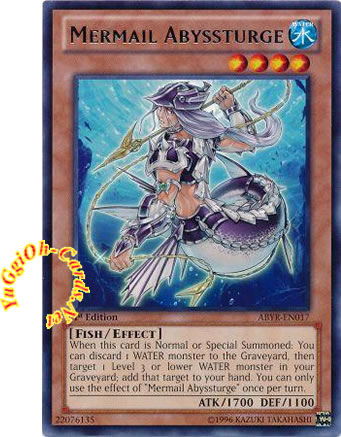 MERMAIL ABYSSTURGE
WATER
水
YuGgiOh-Cards.Net
1st Edition
ABYR-EN017
[FISH/EFFECT]
When this card is Normal or Special Summoned: You
can discard 1 WATER monster to the Graveyard, then
target 1 Level 3 or lower WATER monster in your
Graveyard; add that target to your hand. You can only
use the effect of "Mermail Abyssturge" once per turn.
ATK/1700 DEF/1100
22076135
©1996 KAZUKI TAKAHASHI